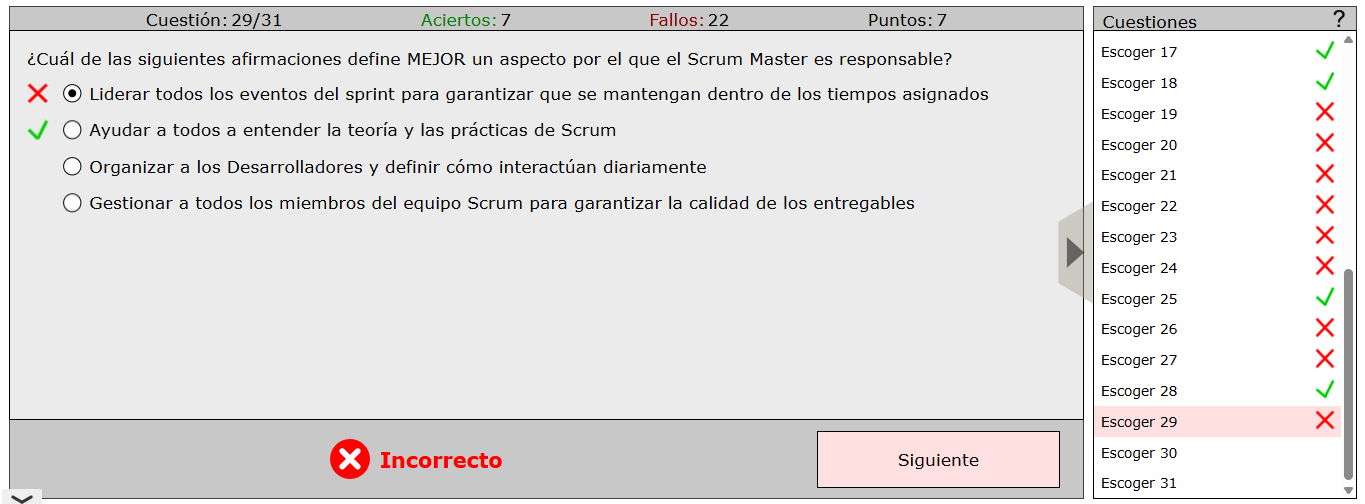 Cuestión: 29/31 Aciertos: 7 Fallos: 22 Puntos: 7
¿Cuál de las siguientes afirmaciones define MEJOR un aspecto por el que el Scrum Master es responsable?
Liderar todos los eventos del sprint para garantizar que se mantengan dentro de los tiempos asignados
Ayudar a todos a entender la teoría y las prácticas de Scrum
Organizar a los Desarrolladores y definir cómo interactúan diariamente
Gestionar a todos los miembros del equipo Scrum para garantizar la calidad de los entregables
Incorrecto
Siguiente
Cuestiones ?
Escoger 17
Escoger 18
Escoger 19
Escoger 20
Escoger 21
Escoger 22
Escoger 23
Escoger 24
Escoger 25
Escoger 26
Escoger 27
Escoger 28
Escoger 29
Escoger 30
Escoger 31